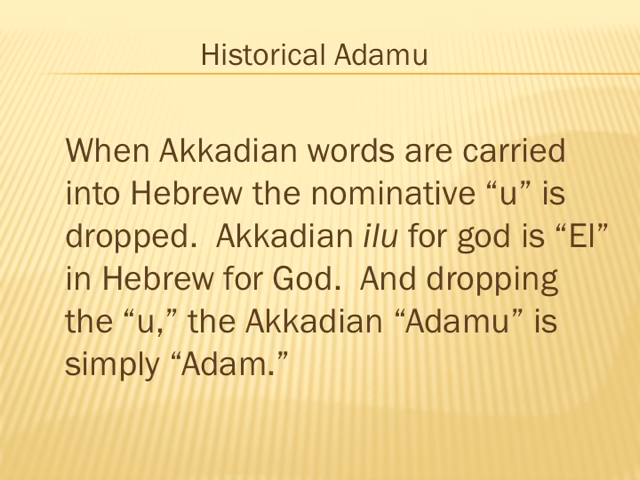 Historical Adamu
When Akkadian words are carried
into Hebrew the nominative “u” is
dropped.  Akkadian ilu for god is “El”
in Hebrew for God.  And dropping
the “u,” the Akkadian “Adamu” is
simply “Adam.”